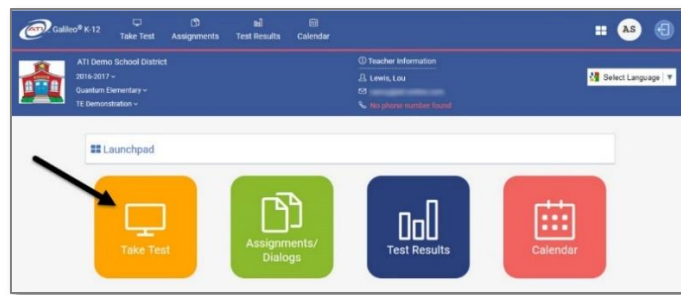 ATI Galileo® K-12
Take Test
Assignments
Test Results
Calendar
AS
ATI Demo School District
2016-2017
Quantum Elementary
TE Demonstration
Teacher Information
Lewis, Lou
No phone number found
Select Language
Launchpad
Take Test
Assignments/
Dialogs
Test Results
Calendar